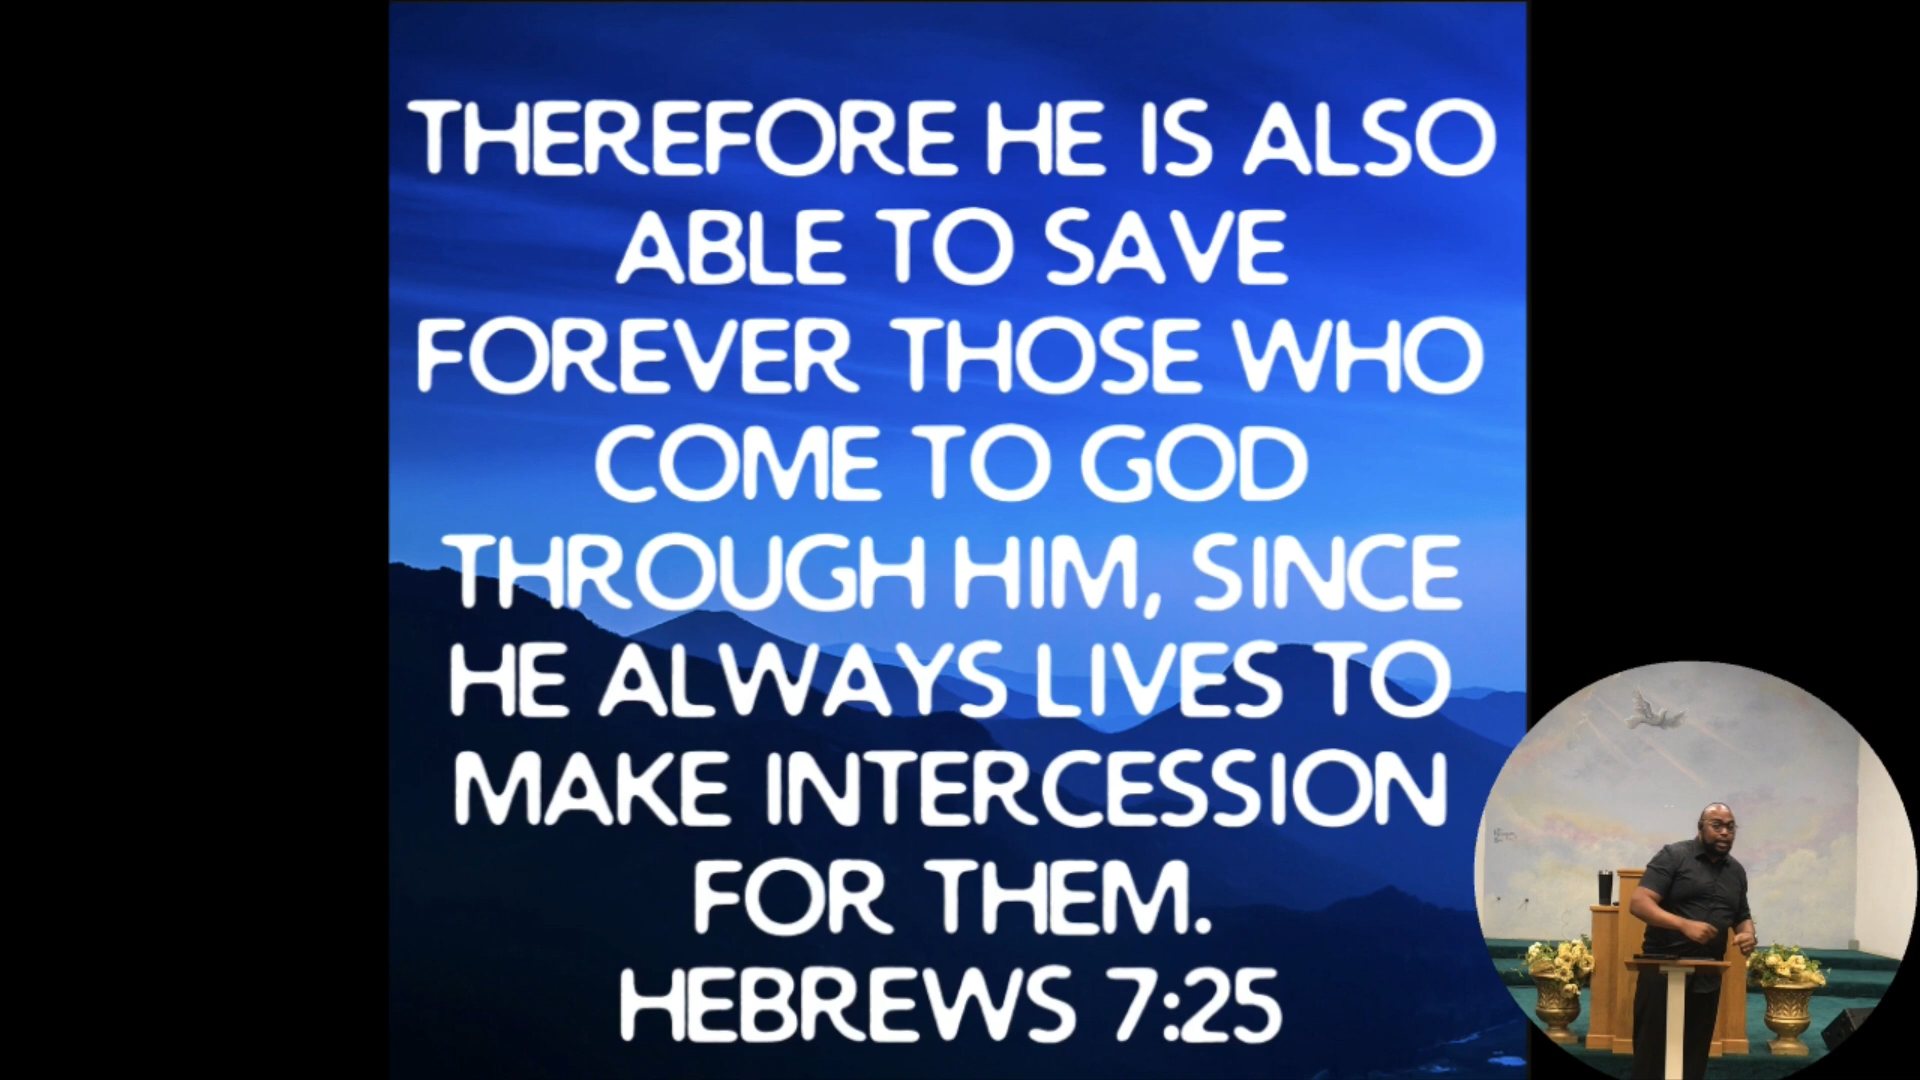 THEREFORE HE IS ALSO
ABLE TO SAVE
FOREVER THOSE WHO
COME TO GOD
THROUGH HIM, SINCE
HE ALWAYS LIVES TO
MAKE INTERCESSION
FOR THEM.
HEBREWS 7:25